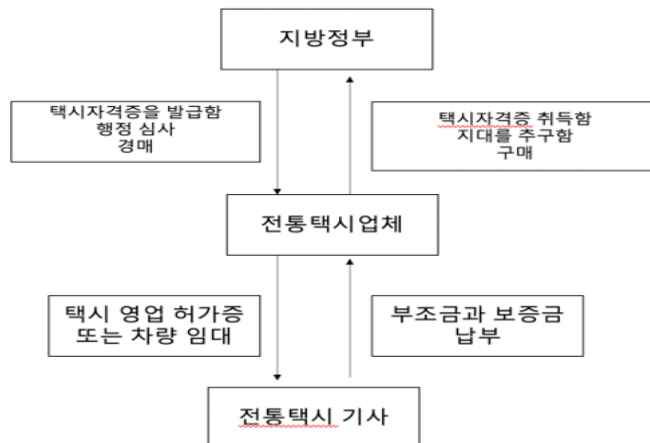 지방정부
택시자격증을 발급함
행정 심사
경매
택시자격증 취득함
지대를 추구함
구매
전통택시업체
택시 영업 허가증
또는 차량 임대
부조금과 보증금
납부
전통택시 기사